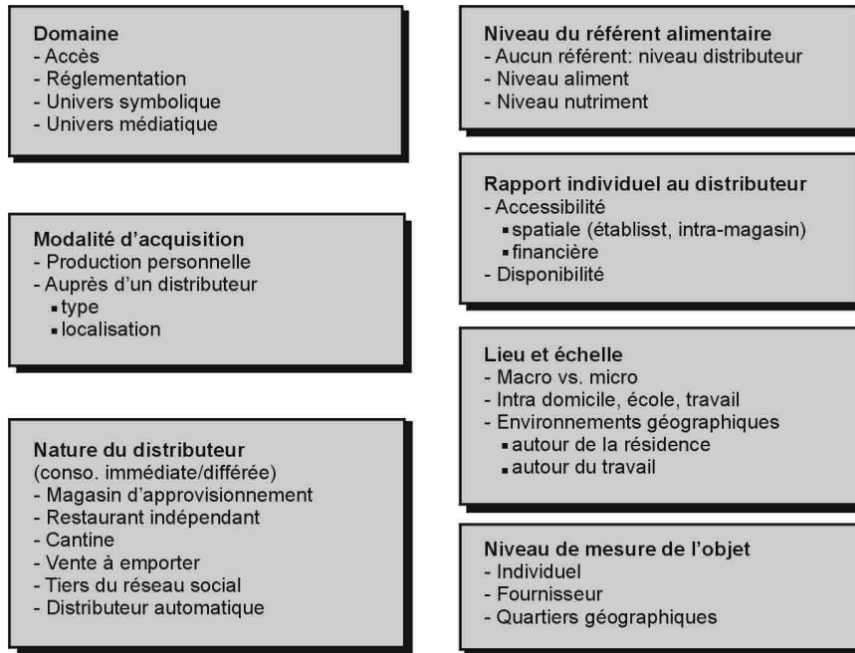 Domaine
- Accès
- Réglementation
- Univers symbolique
- Univers médiatique
Modalité d'acquisition
- Production personnelle
- Auprès d'un distributeur
▪ type
▪ localisation
Nature du distributeur
(conso. immédiate/différée)
- Magasin d'approvisionnement
- Restaurant indépendant
- Cantine
- Vente à emporter
- Tiers du réseau social
- Distributeur automatique
Niveau du référent alimentaire
- Aucun référent: niveau distributeur
- Niveau aliment
- Niveau nutriment
Rapport individuel au distributeur
- Accessibilité
▪ spatiale (établisst, intra-magasin)
▪ financière
- Disponibilité
Lieu et échelle
- Macro vs. micro
- Intra domicile, école, travail
- Environnements géographiques
▪ autour de la résidence
▪ autour du travail
Niveau de mesure de l'objet
- Individuel
- Fournisseur
- Quartiers géographiques